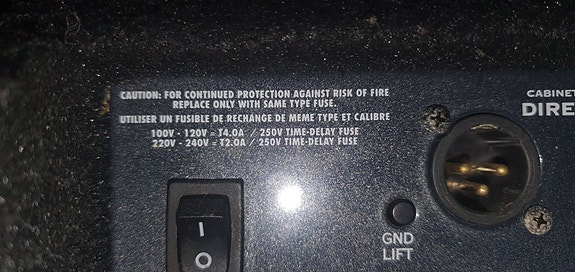 CAUTION: FOR CONTINUED PROTECTION AGAINST RISK OF FIRE
REPLACE ONLY WITH SAME TYPE FUSE.
UTILISER UN FUSIBLE DE RECHANGE DE MEME TYPE ET CALIBRE
100V - 120V = T4.0A / 250V TIME-DELAY FUSE
220V - 240V = T2.0A / 250V TIME-DELAY FUSE
CABINET
DIRE
I
O
GND
LIFT